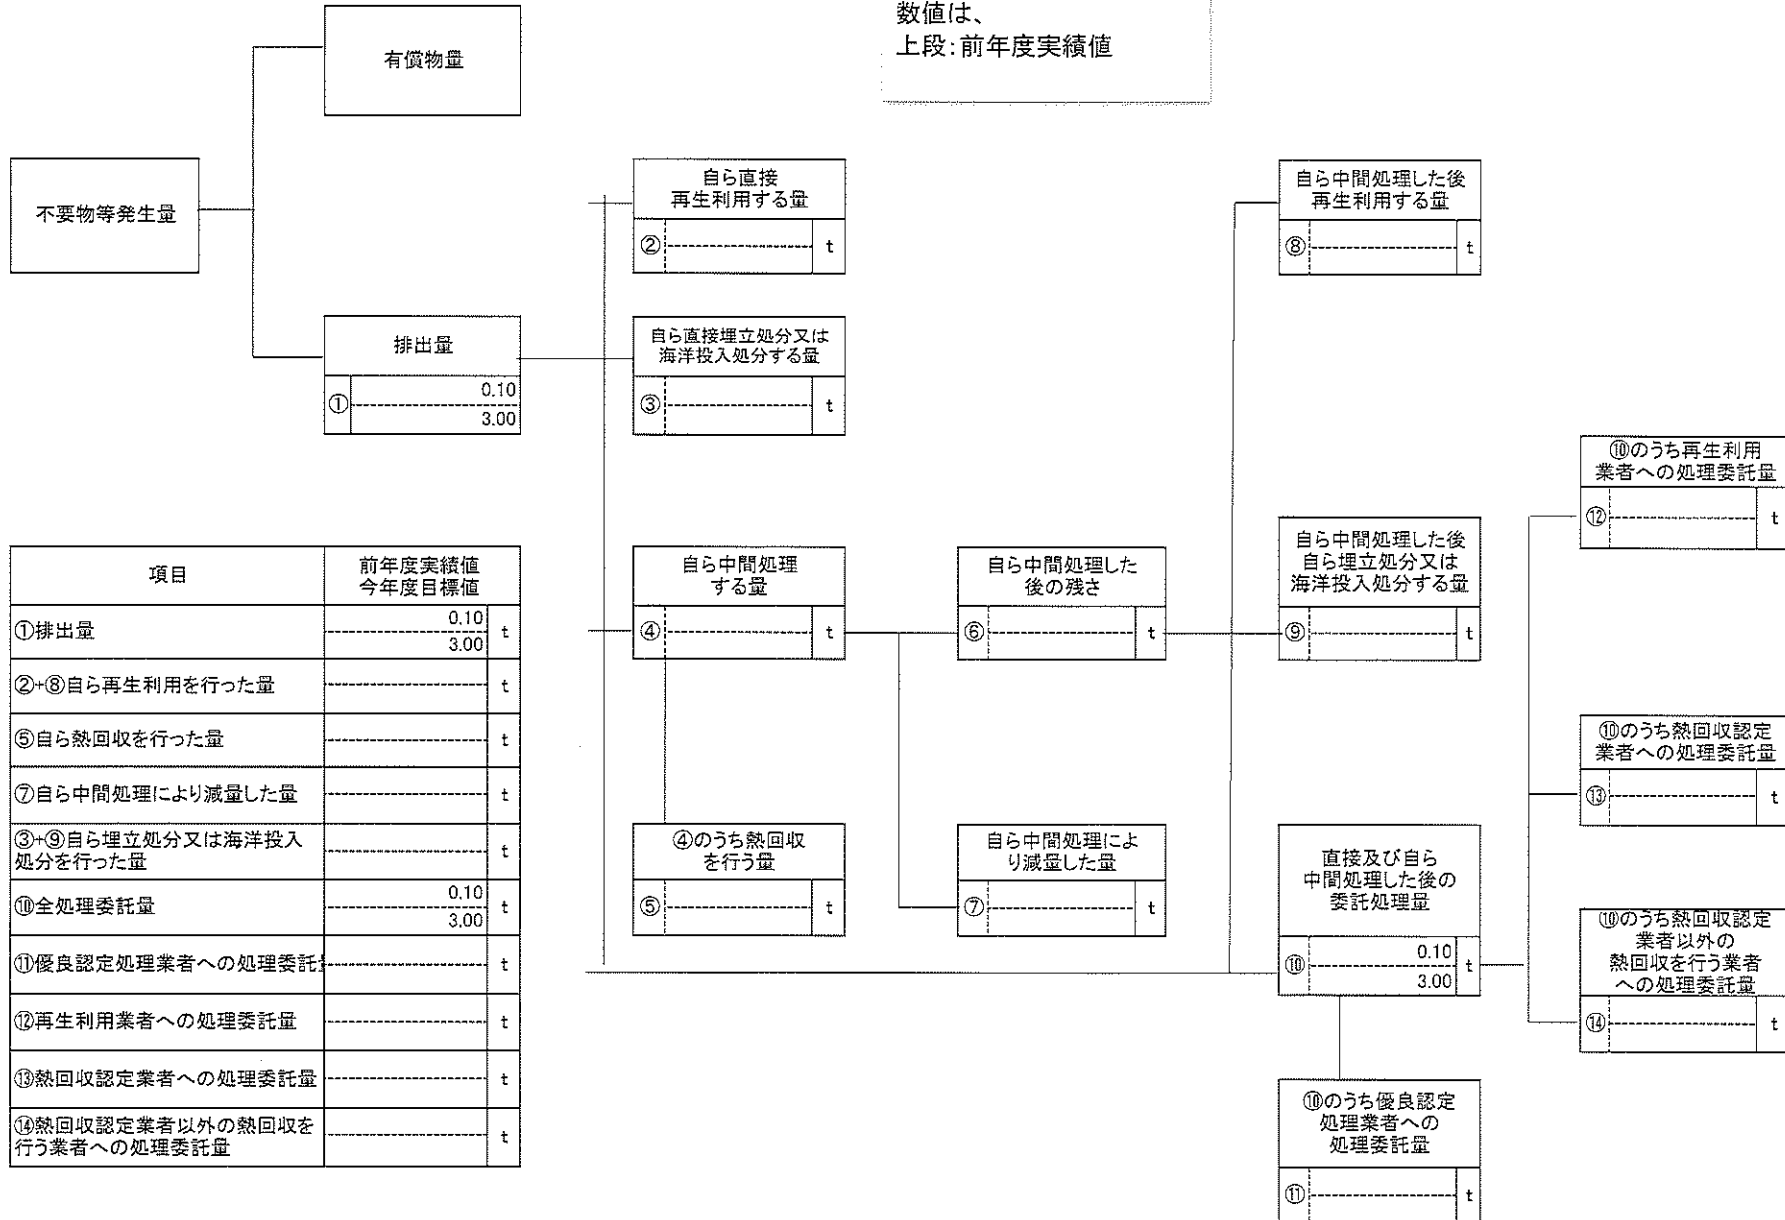 数値は、
上段：前年度実績値
有償物量
不要物等発生量
排出量
①
0.10
3.00
自ら直接
再生利用する量
②
t
自ら直接埋立処分又は
海洋投入処分する量
③
t
自ら中間処理した後
再生利用する量
⑧
t
自ら中間処理
する量
④
t
自ら中間処理した
後の残さ
⑥
t
自ら中間処理した後
自ら埋立処分又は
海洋投入処分する量
⑨
t
⑩のうち再生利用
業者への処理委託量
⑫
t
⑩のうち熱回収認定
業者への処理委託量
⑬
t
④のうち熱回収
を行う量
⑤
t
自ら中間処理によ
り減量した量
⑦
t
直接及び自ら
中間処理した後の
委託処理量
⑩
0.10
t
3.00
⑩のうち熱回収認定
業者以外の
熱回収を行う業者
への処理委託量
⑭
t
⑩のうち優良認定
処理業者への
処理委託量
⑪
t
項目
前年度実績値
今年度目標値
①排出量
0.10
t
3.00
②+⑧自ら再生利用を行った量
t
⑤自ら熱回収を行った量
t
⑦自ら中間処理により減量した量
t
③+⑨自ら埋立処分又は海洋投入
処分を行った量
t
⑩全処理委託量
0.10
t
3.00
⑪優良認定処理業者への処理委託
t
⑫再生利用業者への処理委託量
t
⑬熱回収認定業者への処理委託量
t
⑭熱回収認定業者以外の熱回収を
行う業者への処理委託量
t